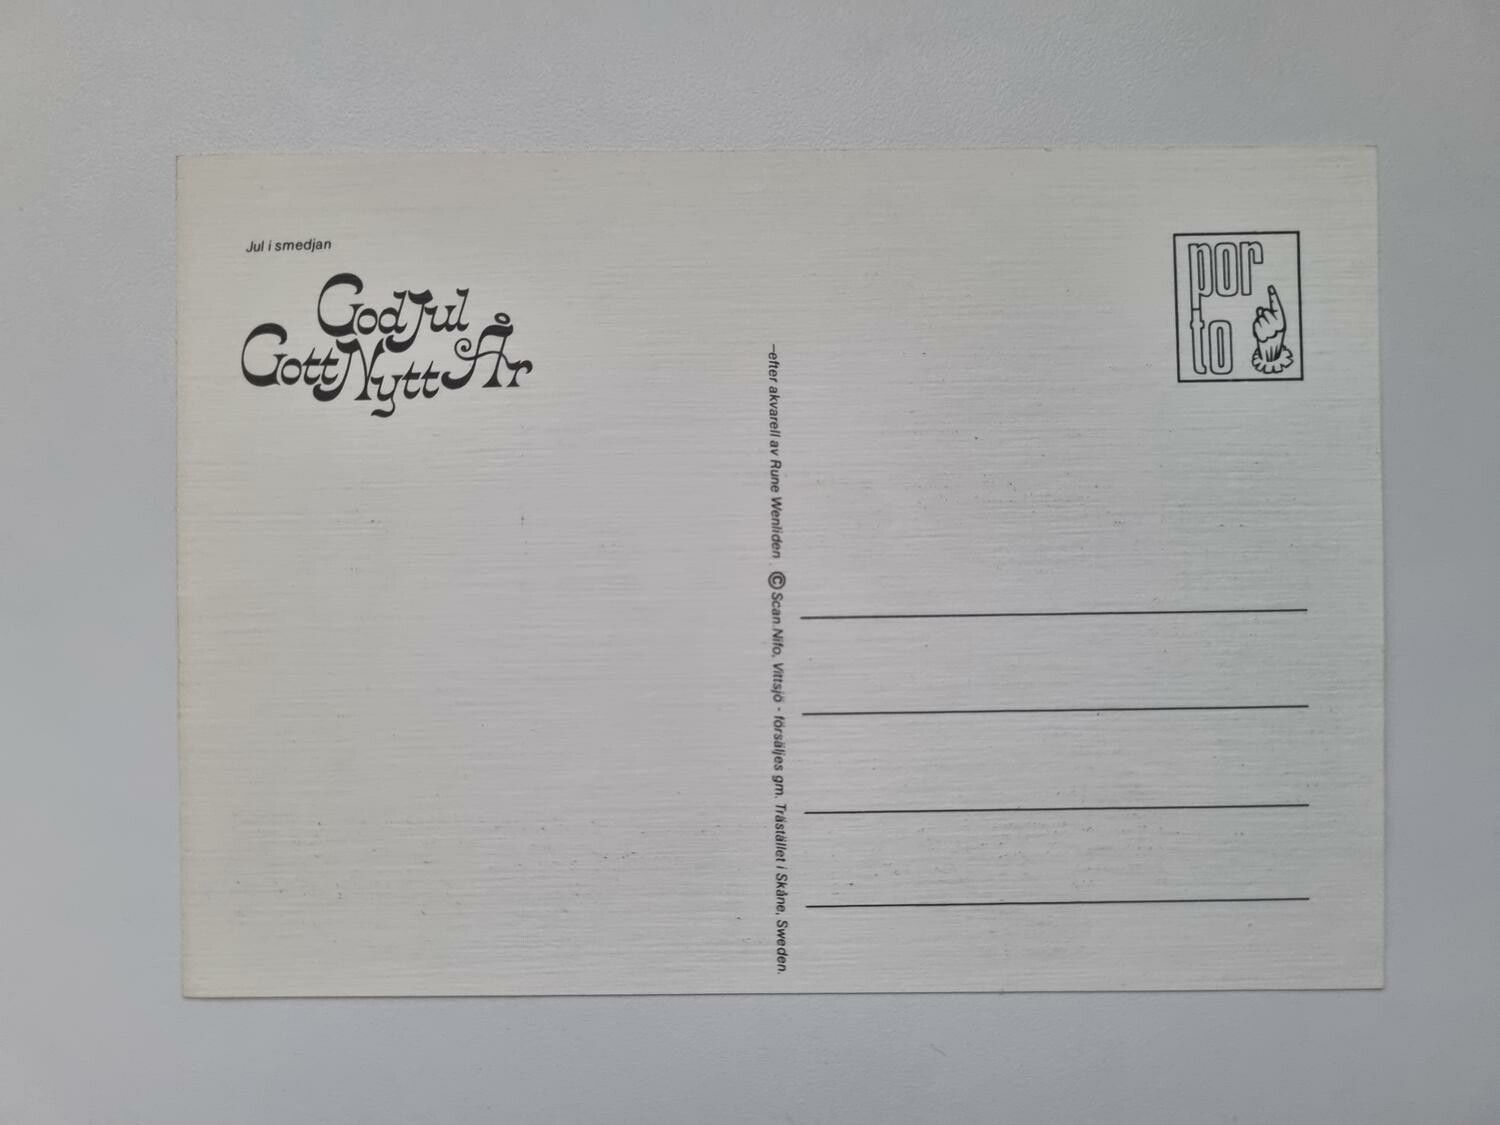 Jul i smedjan
God Jul
Gott Nytt År
por
to
–efter akvarell av Rune Wenliden. © Scan.Nifo, Vittsjö - försäljes gm. Trästället i Skåne, Sweden.